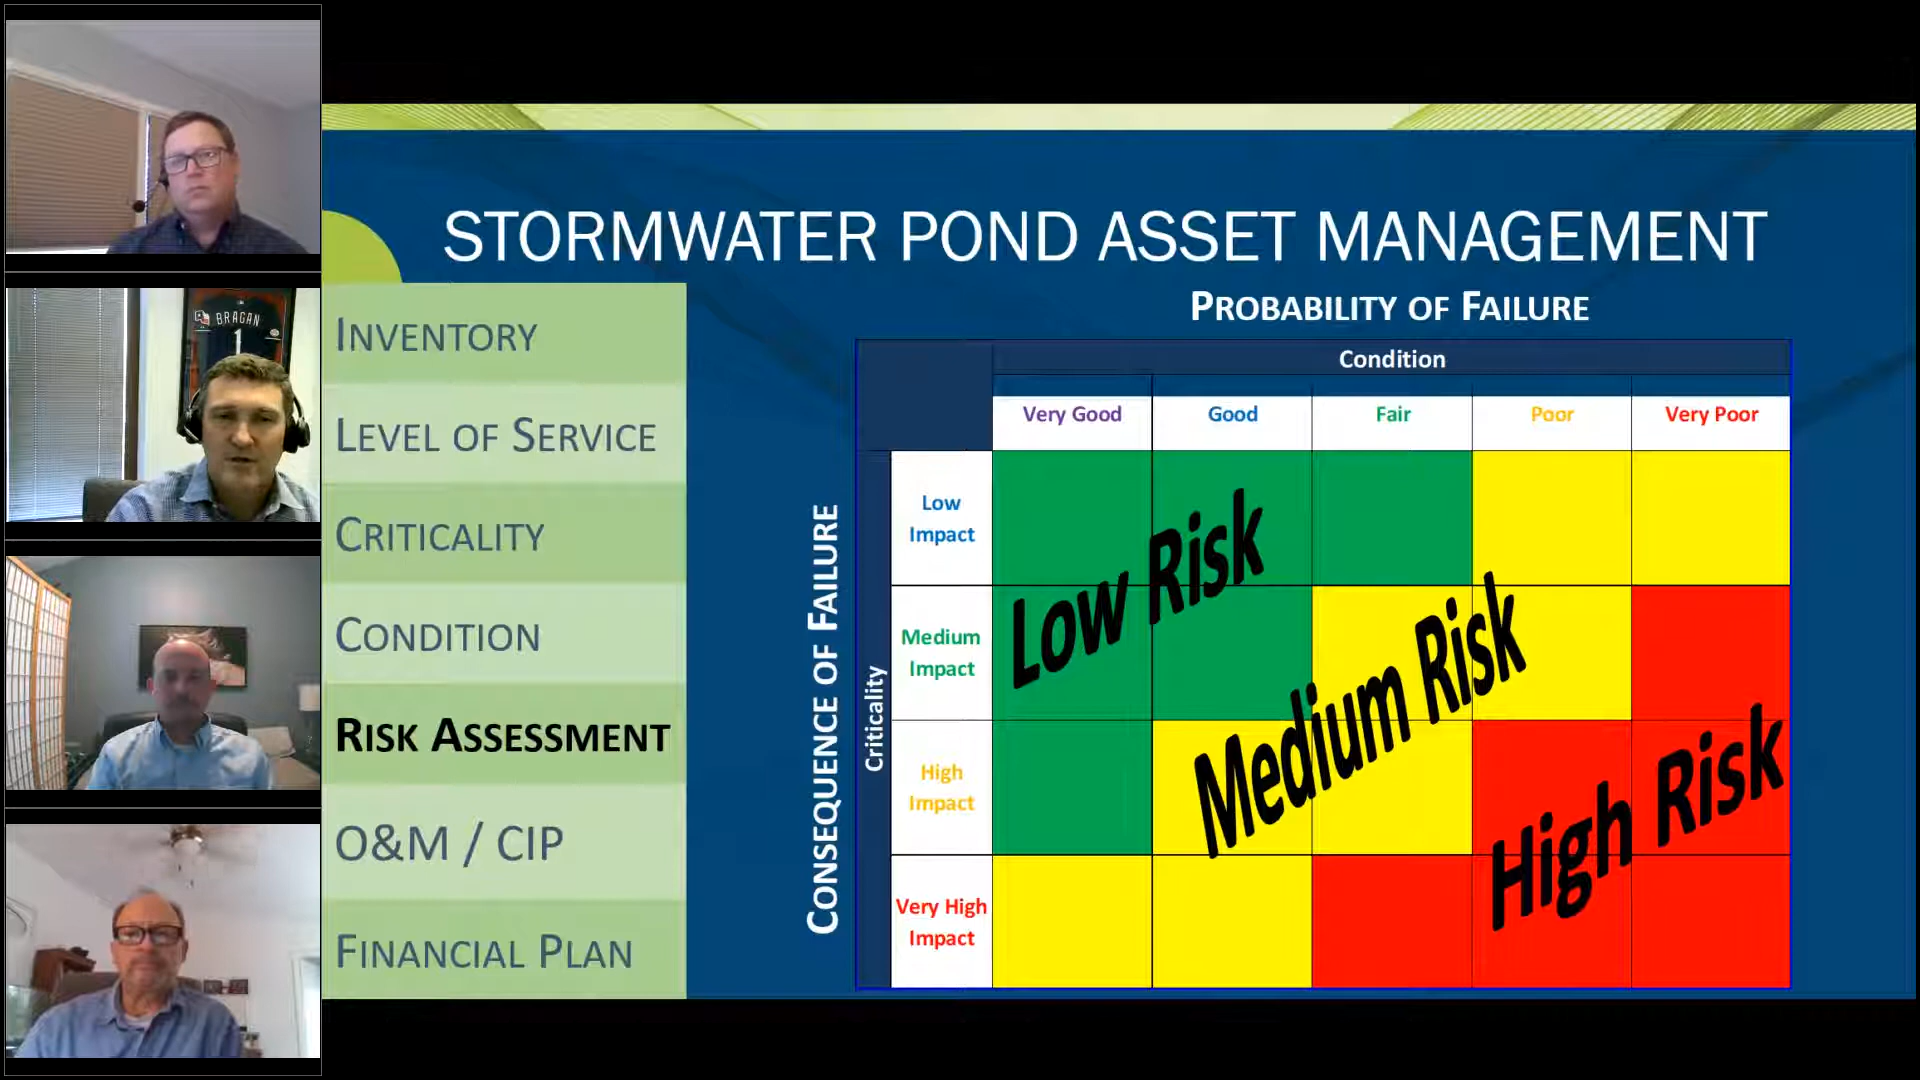 BRAGAN
1
STORMWATER POND ASSET MANAGEMENT
INVENTORY
LEVEL OF SERVICE
CRITICALITY
CONDITION
RISK ASSESSMENT
O&M / CIP
FINANCIAL PLAN
PROBABILITY OF FAILURE
CONSEQUENCE OF FAILURE
Condition
Very Good Good Fair Poor Very Poor
Criticality
Low
Impact
Medium
Impact
High
Impact
Very High
Impact
Low Risk
Medium Risk
High Risk